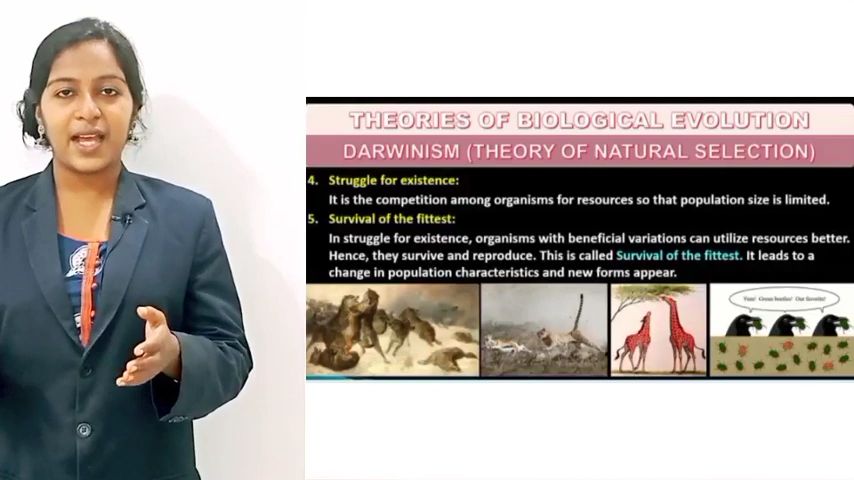 THEORIES OF BIOLOGICAL EVOLUTION
DARWINISM (THEORY OF NATURAL SELECTION)
4. Struggle for existence:
It is the competition among organisms for resources so that population size is limited.
5. Survival of the fittest:
In struggle for existence, organisms with beneficial variations can utilize resources better.
Hence, they survive and reproduce. This is called Survival of the fittest. It leads to a
change in population characteristics and new forms appear.
Yum! Green beetles! Our favorite!